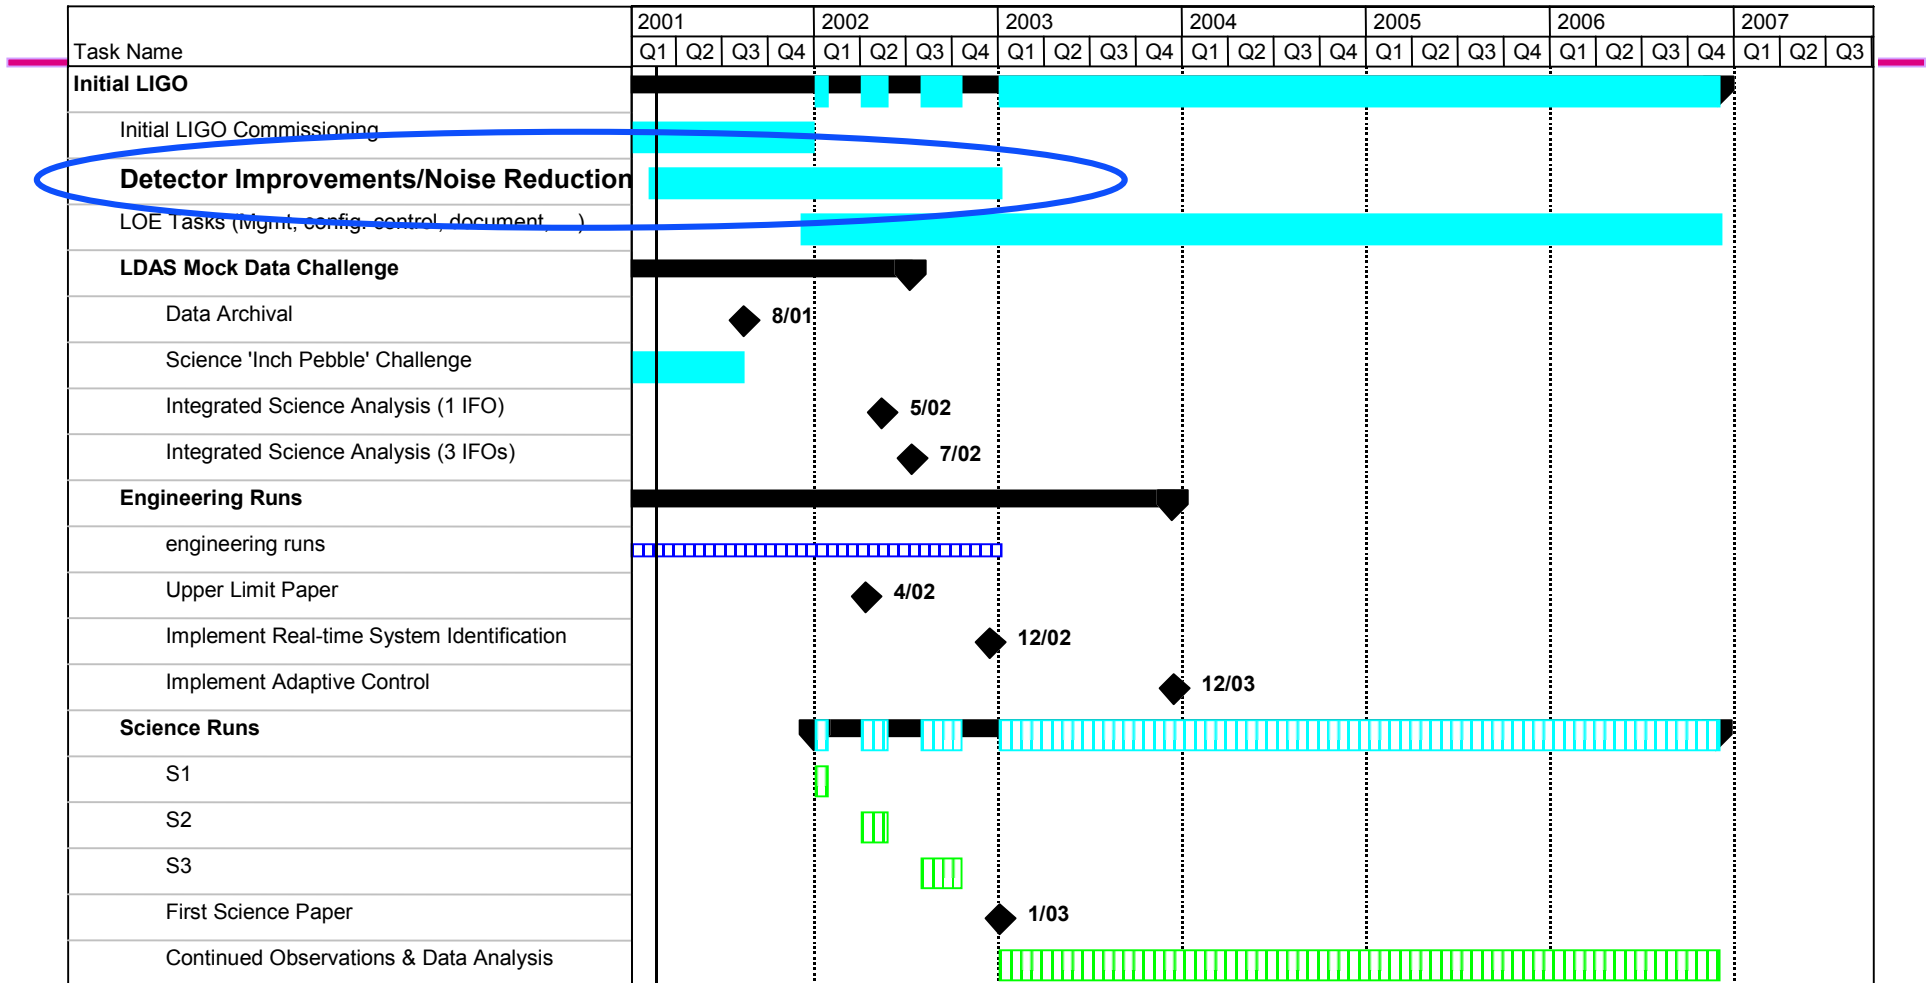 2001 2002 2003 2004 2005 2006 2007
Task Name Q1 Q2 Q3 Q4 Q1 Q2 Q3 Q4 Q1 Q2 Q3 Q4 Q1 Q2 Q3 Q4 Q1 Q2 Q3 Q4 Q1 Q2 Q3 Q4 Q1 Q2 Q3
Initial LIGO
Initial LIGO Commissioning
Detector Improvements/Noise Reduction
LOE Tasks (Mgmt, config. control, document, ...)
LDAS Mock Data Challenge
Data Archival 8/01
Science 'Inch Pebble' Challenge
Integrated Science Analysis (1 IFO) 5/02
Integrated Science Analysis (3 IFOs) 7/02
Engineering Runs
engineering runs
Upper Limit Paper 4/02
Implement Real-time System Identification 12/02
Implement Adaptive Control 12/03
Science Runs
S1
S2
S3
First Science Paper 1/03
Continued Observations & Data Analysis